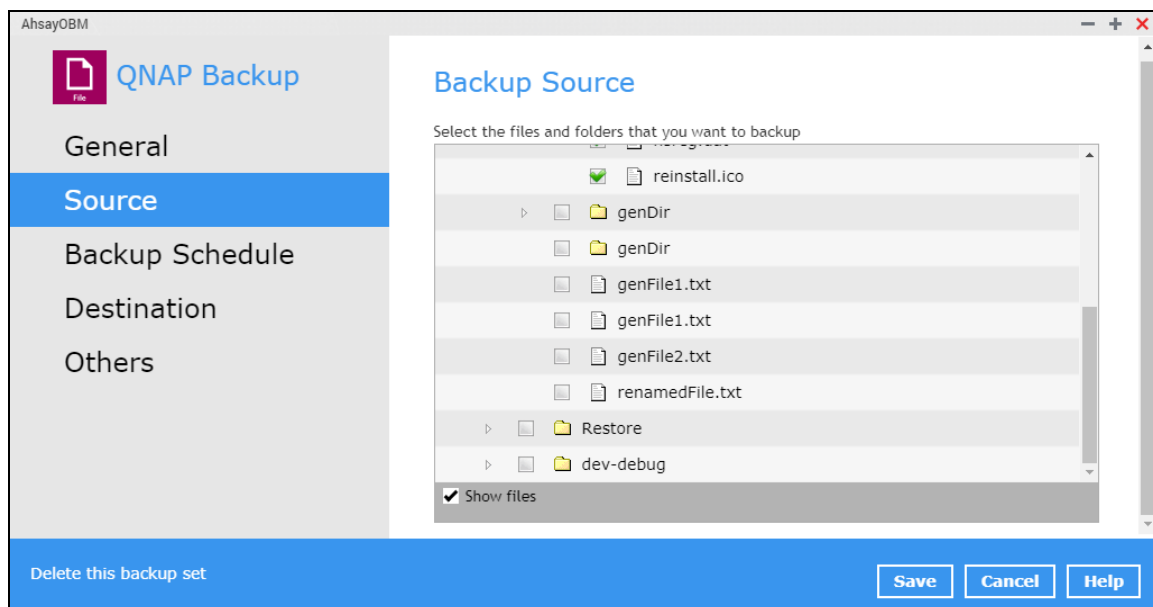 AhsayOBM
QNAP Backup
File
General
Source
Backup Schedule
Destination
Others
Backup Source
Select the files and folders that you want to backup
reinstall.ico
genDir
genDir
genFile1.txt
genFile1.txt
genFile2.txt
renamedFile.txt
Restore
dev-debug
Show files
Delete this backup set
Save Cancel Help